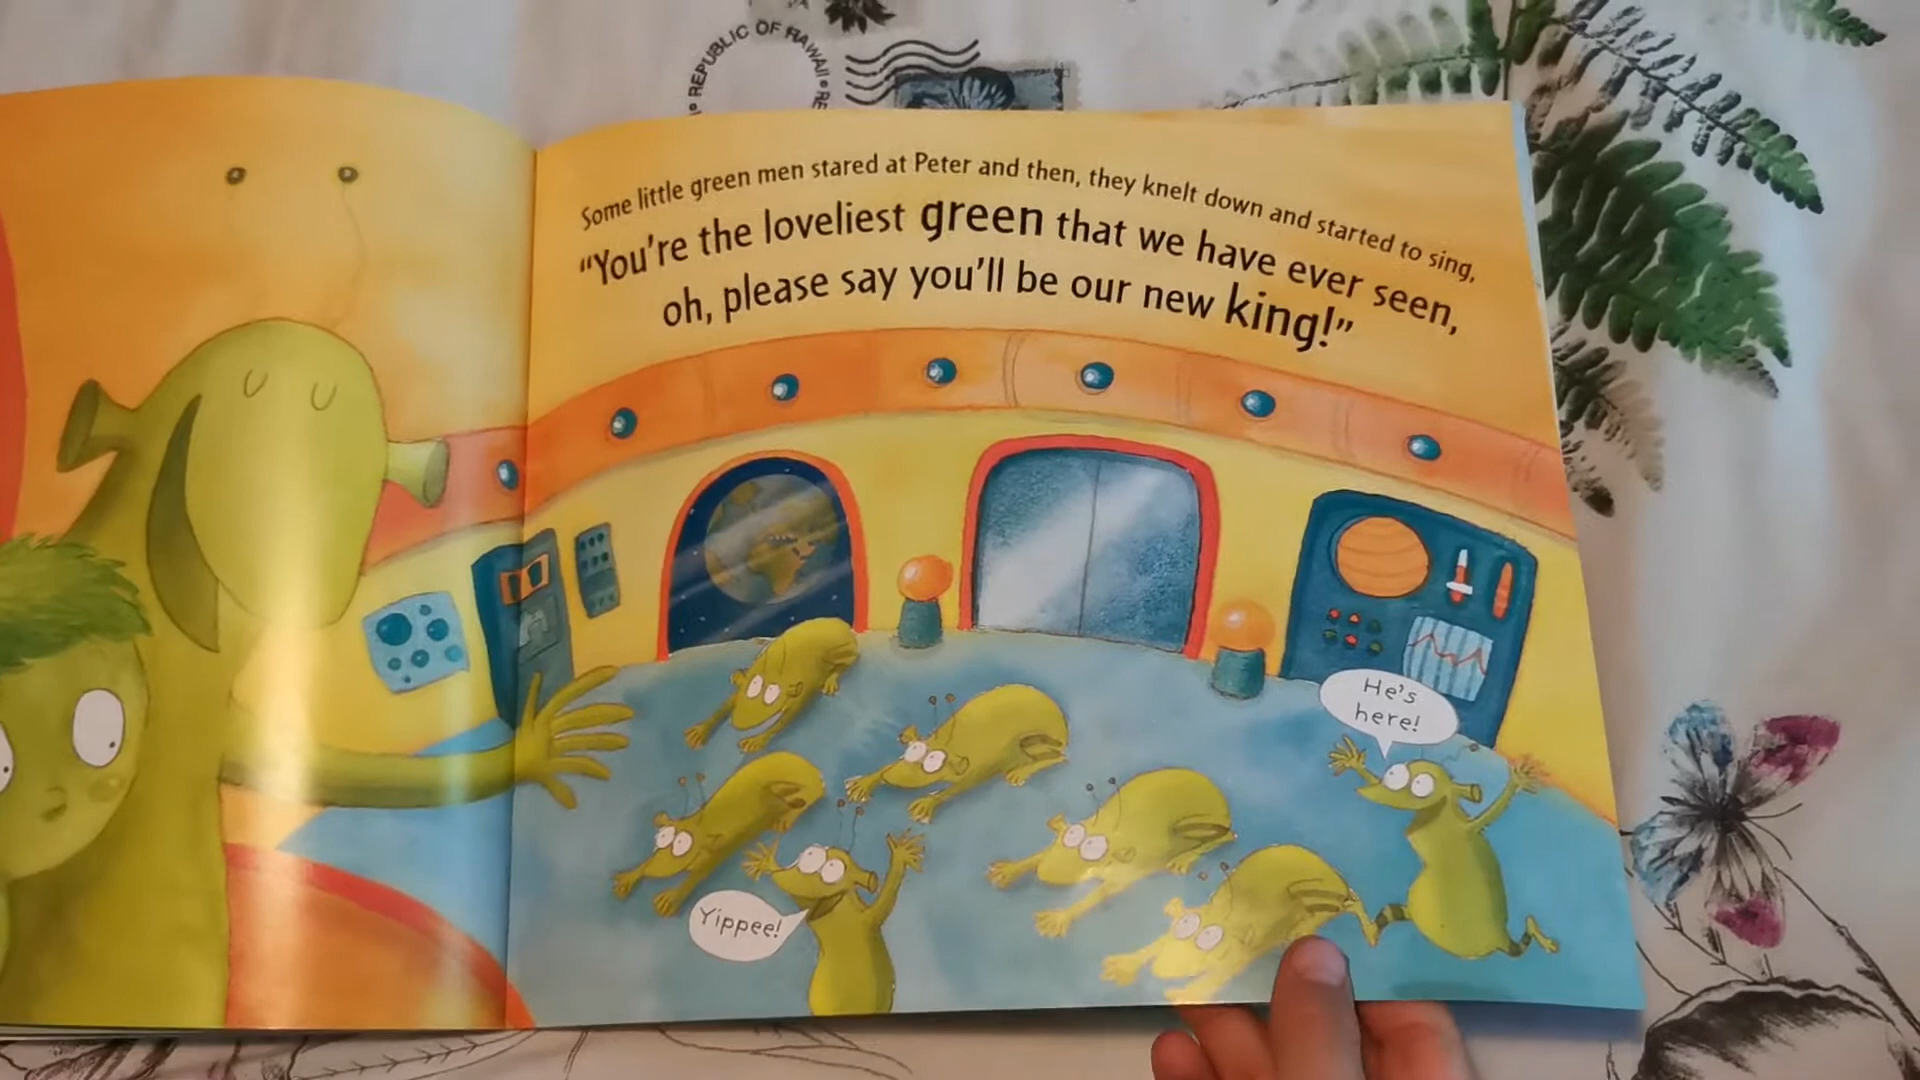 REPUBLIC OF HAWAII RE
Some little green men stared at Peter and then, they knelt down and started to sing,
"You're the loveliest green that we have ever seen,
oh, please say you'll be our new king!"
He's
here!
Yippee!